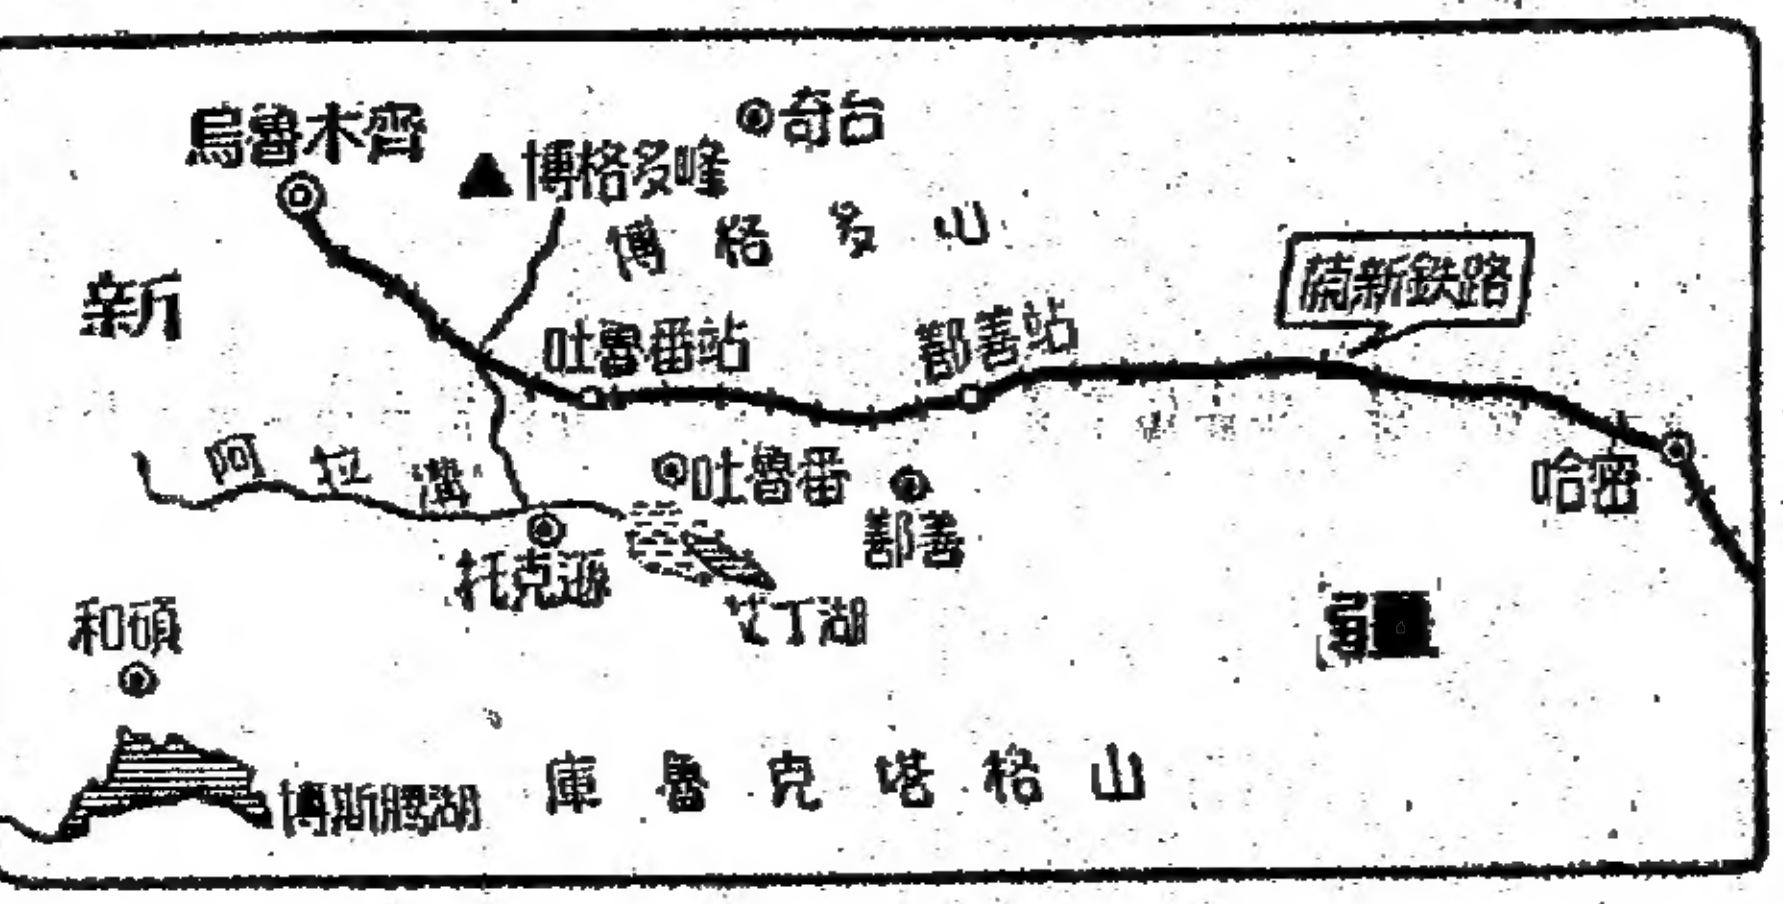 奇台
烏魯木齊
博格多峰
博格多山
新
蘭新鉄路
吐魯番站
鄯善站
阿拉溝
吐魯番
哈密
鄯善
托克遜
艾丁湖
和碩
庫魯克塔格山
博斯騰湖